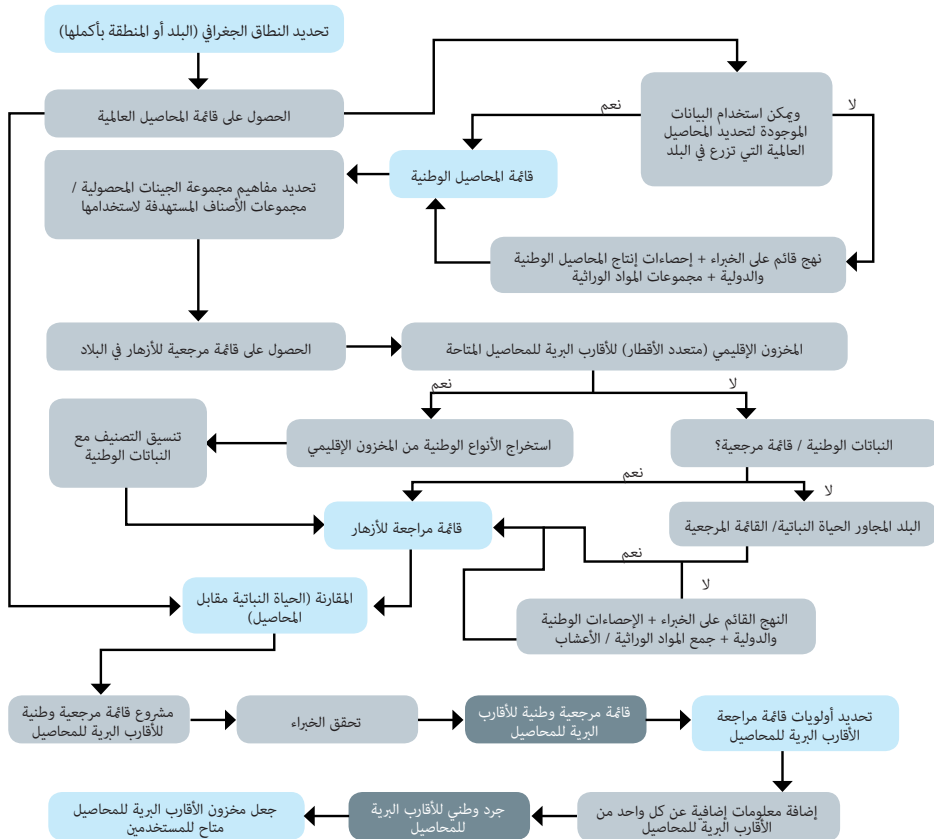 تحديد النطاق الجغرافي (البلد أو المنطقة بأكملها)
الحصول على قائمة المحاصيل العالمية
ويمكن استخدام البيانات
الموجودة لتحديد المحاصيل
العالمية التي تزرع في البلد
نعم
لا
قائمة المحاصيل الوطنية
تحديد مفاهيم مجموعة الجينات المحصولية /
مجموعات الأصناف المستهدفة لاستخدامها
نهج قائم على الخبراء + إحصاءات إنتاج المحاصيل الوطنية
والدولية + مجموعات المواد الوراثية
الحصول على قائمة مرجعية للأزهار في البلاد
المخزون الإقليمي (متعدد الأقطار) للأقارب البرية للمحاصيل المتاحة
نعم
لا
النباتات الوطنية / قائمة مرجعية؟
استخراج الأنواع الوطنية من المخزون الإقليمي
تنسيق التصنيف مع
النباتات الوطنية
نعم
لا
البلد المجاور الحياة النباتية/ القائمة المرجعية
قائمة مراجعة للأزهار
نعم
لا
النهج القائم على الخبراء + الإحصاءات الوطنية
والدولية + جمع المواد الوراثية / الأعشاب
المقارنة (الحياة النباتية مقابل
المحاصيل)
مشروع قائمة مرجعية وطنية
للأقارب البرية للمحاصيل
تحقق الخبراء
قائمة مرجعية وطنية للأقارب
البرية للمحاصيل
تحديد أولويات قائمة مراجعة
الأقارب البرية للمحاصيل
إضافة معلومات إضافية عن كل واحد من
الأقارب البرية للمحاصيل
جرد وطني للأقارب البرية
للمحاصيل
جعل مخزون الأقارب البرية للمحاصيل
متاح للمستخدمين